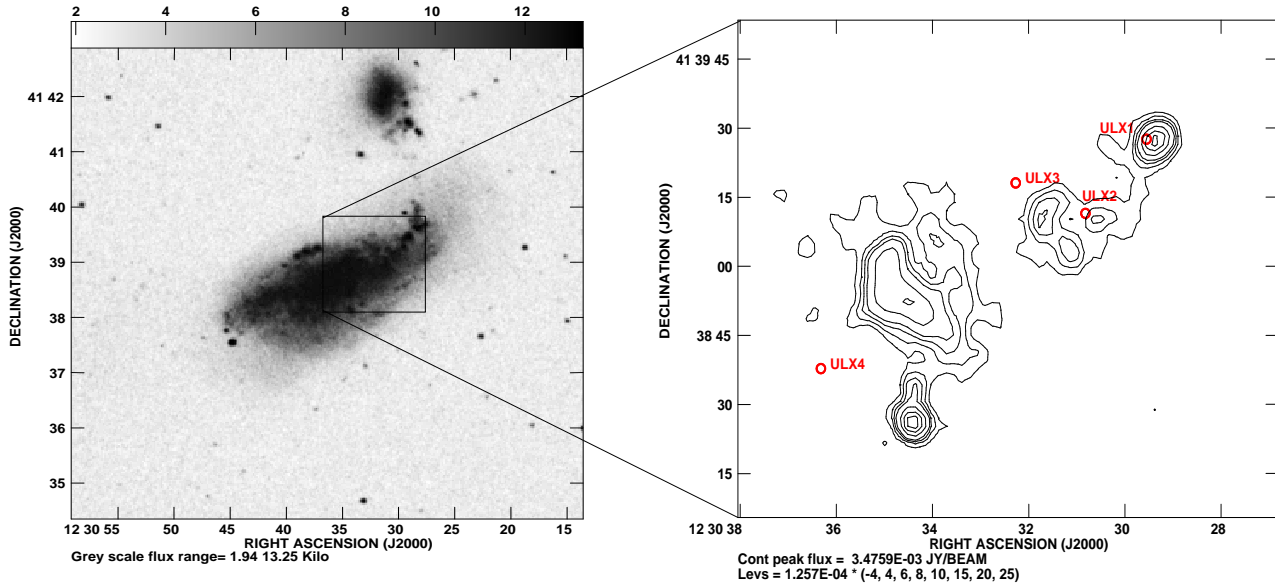 2 4 6 8 10 12
41 42
41
40
39
38
37
36
35
DECLINATION (J2000)
12 30 55 50 45 40 35 30 25 20 15
RIGHT ASCENSION (J2000)
Grey scale flux range= 1.94 13.25 Kilo
41 39 45
30
15
00
38 45
30
15
DECLINATION (J2000)
ULX1
ULX3
ULX2
ULX4
12 30 38 36 34 32 30 28
RIGHT ASCENSION (J2000)
Cont peak flux = 3.4759E-03 JY/BEAM
Levs = 1.257E-04 * (-4, 4, 6, 8, 10, 15, 20, 25)